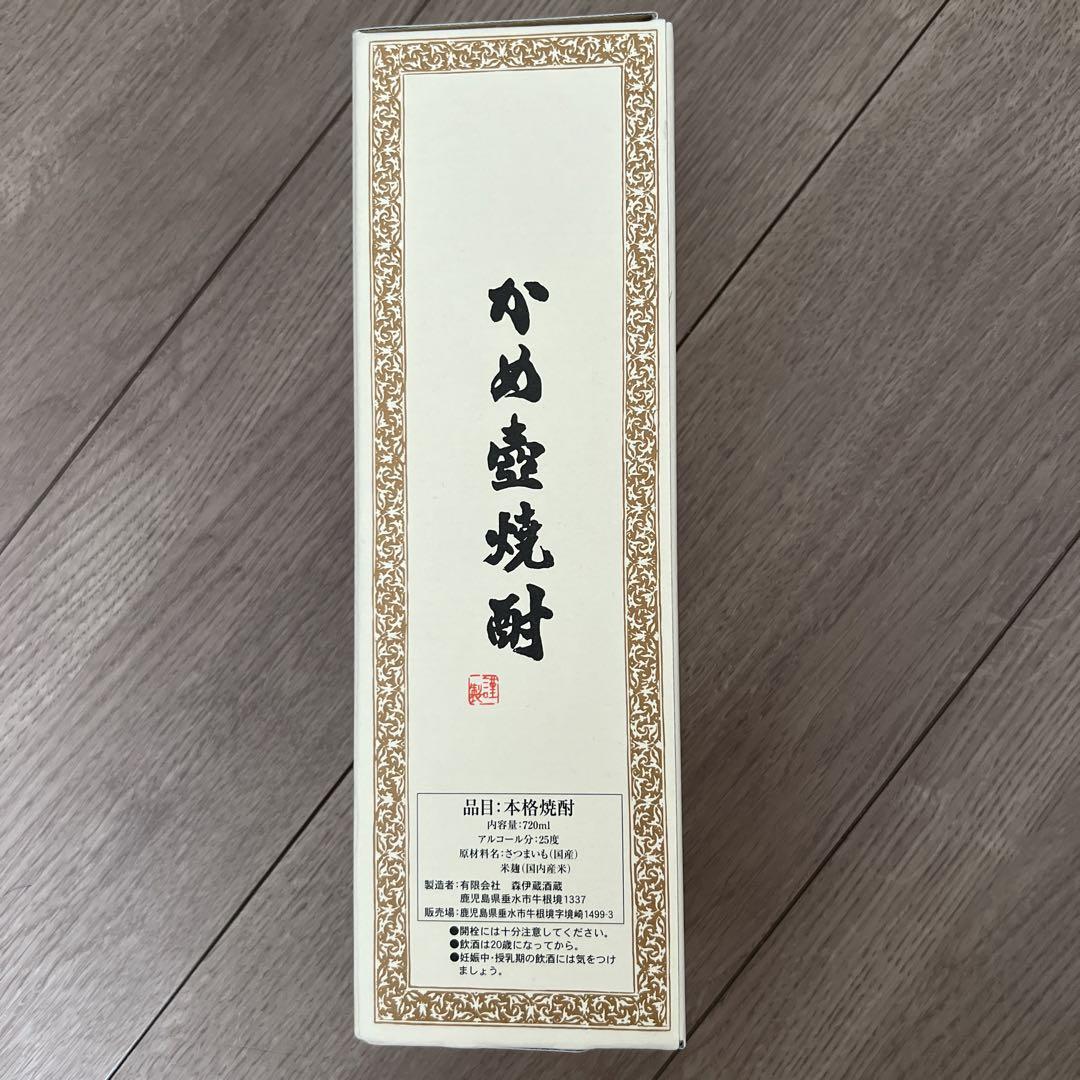 かめ壺焼酎
謹製
品目：本格焼酎
内容量：720ml
アルコール分：25度
原材料名：さつまいも（国産）
米麹（国内産米）
製造者：有限会社　森伊蔵酒蔵
鹿児島県垂水市牛根境1337
販売場：鹿児島県垂水市牛根境字境崎1499-3
●開栓には十分注意してください。
●飲酒は20歳になってから。
●妊娠中・授乳期の飲酒には気をつけ
ましょう。